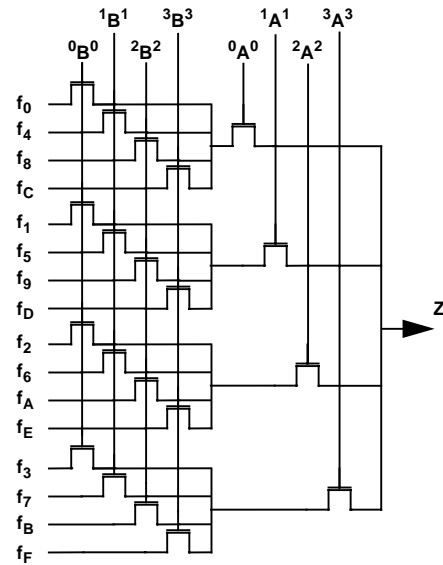 ³B³ ³A³
¹B¹ ¹A¹
⁰B⁰ ²B² ⁰A⁰ ²A²
f₀
f₄
f₈
f_C
f₁
f₅
f₉
f_D
Z
f₂
f₆
f_A
f_E
f₃
f₇
f_B
f_F